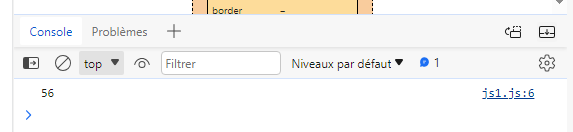 border –
Console Problèmes +
top ▼ Filtrer Niveaux par défaut ▼ 1
56 js1.js:6
>